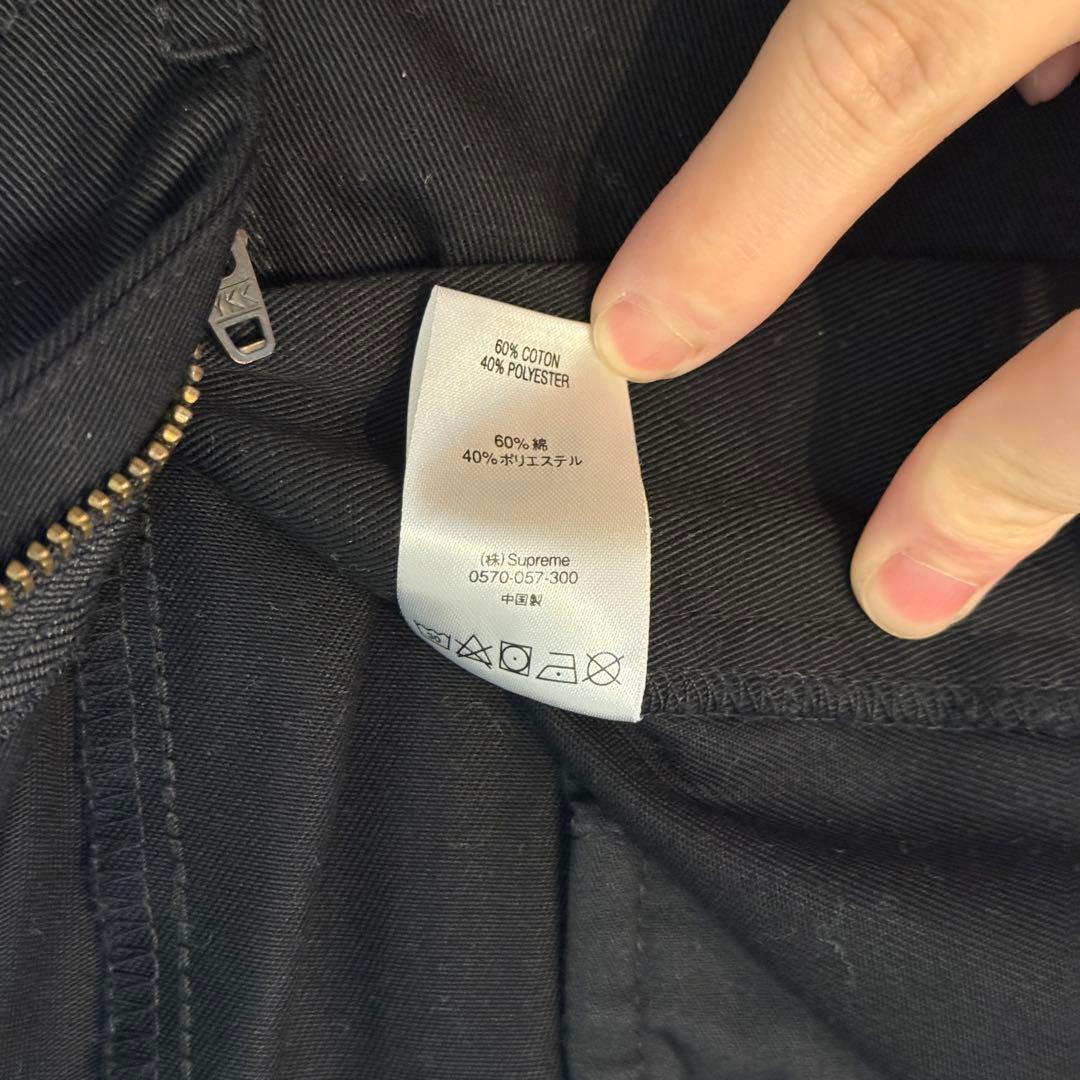 60% COTON
40% POLYESTER
60%綿
40%ポリエステル
(株)Supreme
0570-057-300
中国製
30